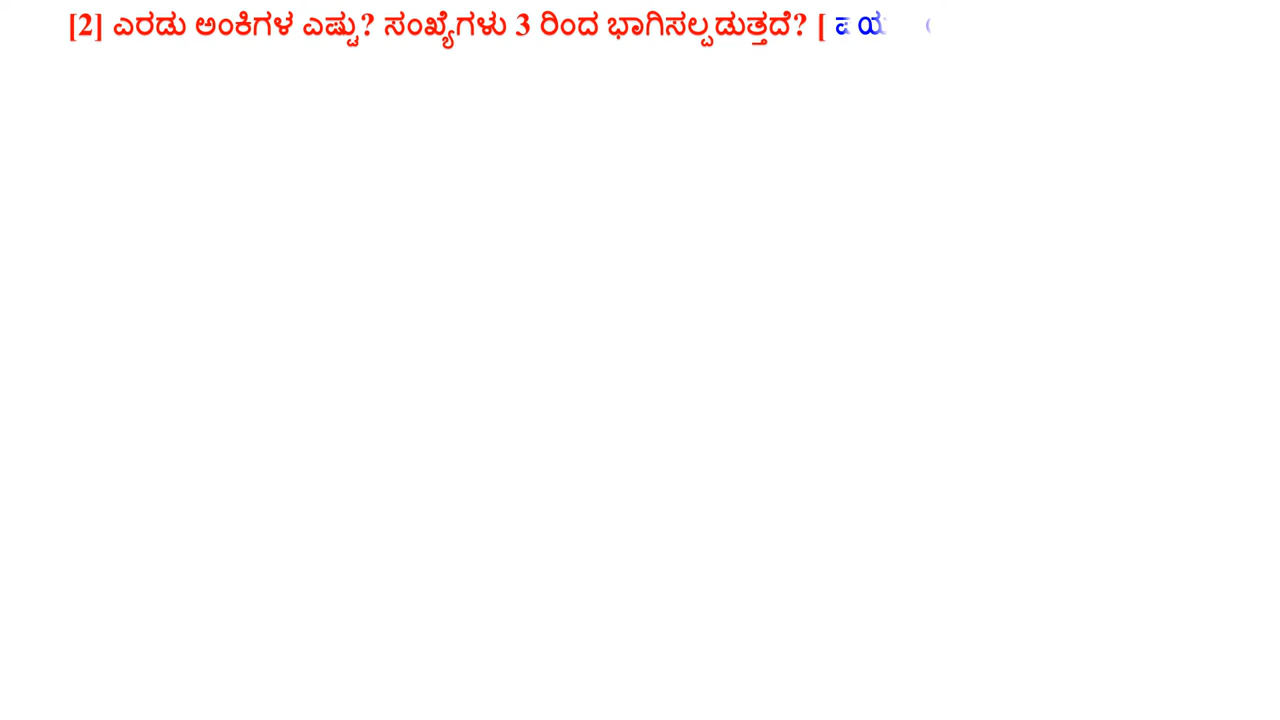 [2] ಎರಡು ಅಂಕಿಗಳ ಎಷ್ಟು? ಸಂಖ್ಯೆಗಳು 3 ರಿಂದ ಭಾಗಿಸಲ್ಪಡುತ್ತದೆ? [